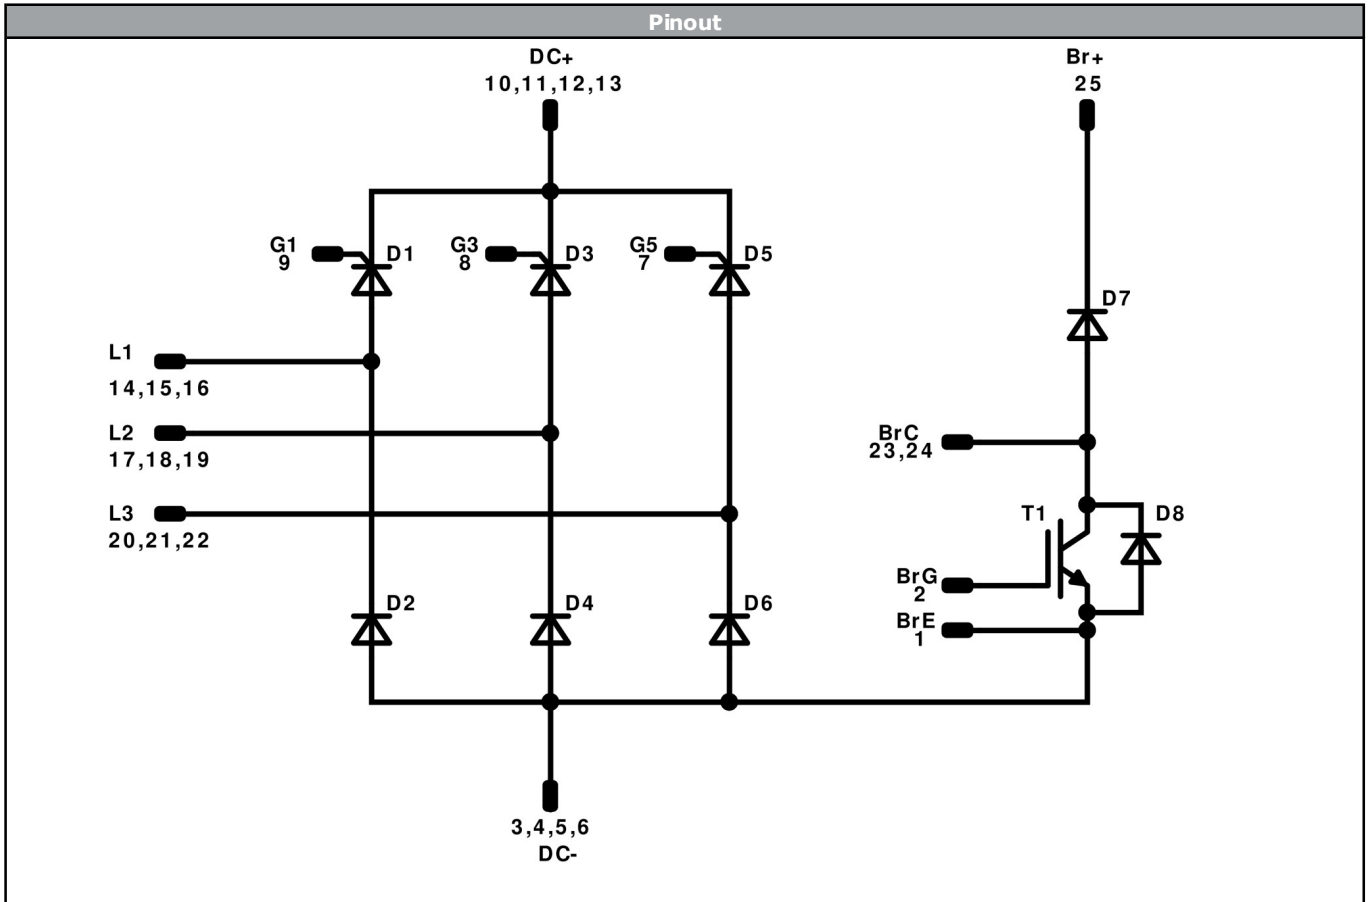 Pinout
DC+
10,11,12,13
Br+
25
G1
9
D1
G3
8
D3
G5
7
D5
D7
L1
14,15,16
L2
17,18,19
BrC
23,24
L3
20,21,22
T1
D8
BrG
2
D2
D4
D6
BrE
1
3,4,5,6
DC-